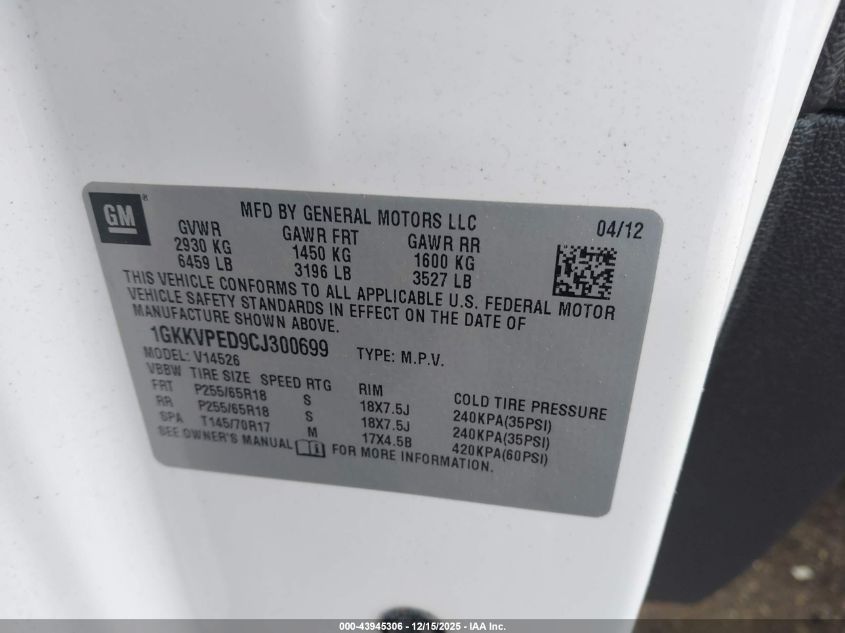 GM®
MFD BY GENERAL MOTORS LLC 04/12
GVWR GAWR FRT GAWR RR
2930 KG 1450 KG 1600 KG
6459 LB 3196 LB 3527 LB
THIS VEHICLE CONFORMS TO ALL APPLICABLE U.S. FEDERAL MOTOR
VEHICLE SAFETY STANDARDS IN EFFECT ON THE DATE OF
MANUFACTURE SHOWN ABOVE.
1GKKVPED9CJ300699 TYPE: M.P.V.
MODEL: V14526
VBBW TIRE SIZE SPEED RTG RIM COLD TIRE PRESSURE
FRT P255/65R18 S 18X7.5J 240KPA(35PSI)
RR P255/65R18 S 18X7.5J 240KPA(35PSI)
SPA T145/70R17 M 17X4.5B 420KPA(60PSI)
SEE OWNER'S MANUAL i FOR MORE INFORMATION.
000-43945306 - 12/15/2025 - IAA Inc.